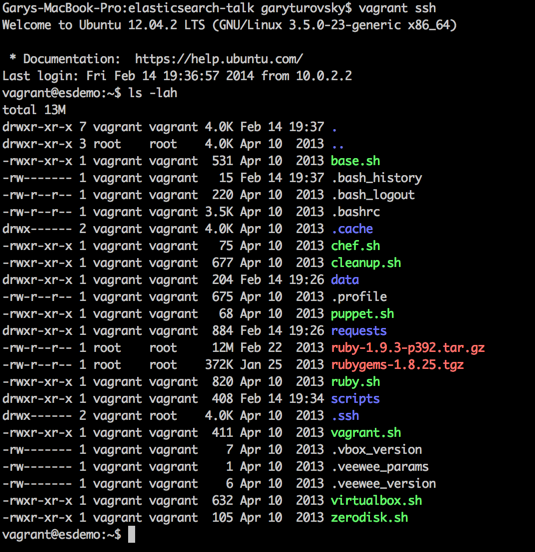 Garys-MacBook-Pro:elasticsearch-talk garyturovsky$ vagrant ssh
Welcome to Ubuntu 12.04.2 LTS (GNU/Linux 3.5.0-23-generic x86_64)

 * Documentation:  https://help.ubuntu.com/
Last login: Fri Feb 14 19:36:57 2014 from 10.0.2.2
vagrant@esdemo:~$ ls -lah
total 13M
drwxr-xr-x 7 vagrant vagrant 4.0K Feb 14 19:37 .
drwxr-xr-x 3 root    root    4.0K Apr 10  2013 ..
-rwxr-xr-x 1 vagrant vagrant  531 Apr 10  2013 base.sh
-rw------- 1 vagrant vagrant   15 Feb 14 19:37 .bash_history
-rw-r--r-- 1 vagrant vagrant  220 Apr 10  2013 .bash_logout
-rw-r--r-- 1 vagrant vagrant 3.5K Apr 10  2013 .bashrc
drwx------ 2 vagrant vagrant 4.0K Apr 10  2013 .cache
-rwxr-xr-x 1 vagrant vagrant   75 Apr 10  2013 chef.sh
-rwxr-xr-x 1 vagrant vagrant  677 Apr 10  2013 cleanup.sh
drwxr-xr-x 1 vagrant vagrant  204 Feb 14 19:26 data
-rw-r--r-- 1 vagrant vagrant  675 Apr 10  2013 .profile
-rwxr-xr-x 1 vagrant vagrant   68 Apr 10  2013 puppet.sh
drwxr-xr-x 1 vagrant vagrant  884 Feb 14 19:26 requests
-rw-r--r-- 1 root    root     12M Feb 22  2013 ruby-1.9.3-p392.tar.gz
-rw-r--r-- 1 root    root    372K Jan 25  2013 rubygems-1.8.25.tgz
-rwxr-xr-x 1 vagrant vagrant  820 Apr 10  2013 ruby.sh
drwxr-xr-x 1 vagrant vagrant  408 Feb 14 19:34 scripts
drwx------ 2 vagrant root    4.0K Apr 10  2013 .ssh
-rwxr-xr-x 1 vagrant vagrant  411 Apr 10  2013 vagrant.sh
-rw------- 1 vagrant vagrant    7 Apr 10  2013 .vbox_version
-rw------- 1 vagrant vagrant    1 Apr 10  2013 .veewee_params
-rw------- 1 vagrant vagrant    6 Apr 10  2013 .veewee_version
-rwxr-xr-x 1 vagrant vagrant  632 Apr 10  2013 virtualbox.sh
-rwxr-xr-x 1 vagrant vagrant  105 Apr 10  2013 zerodisk.sh
vagrant@esdemo:~$